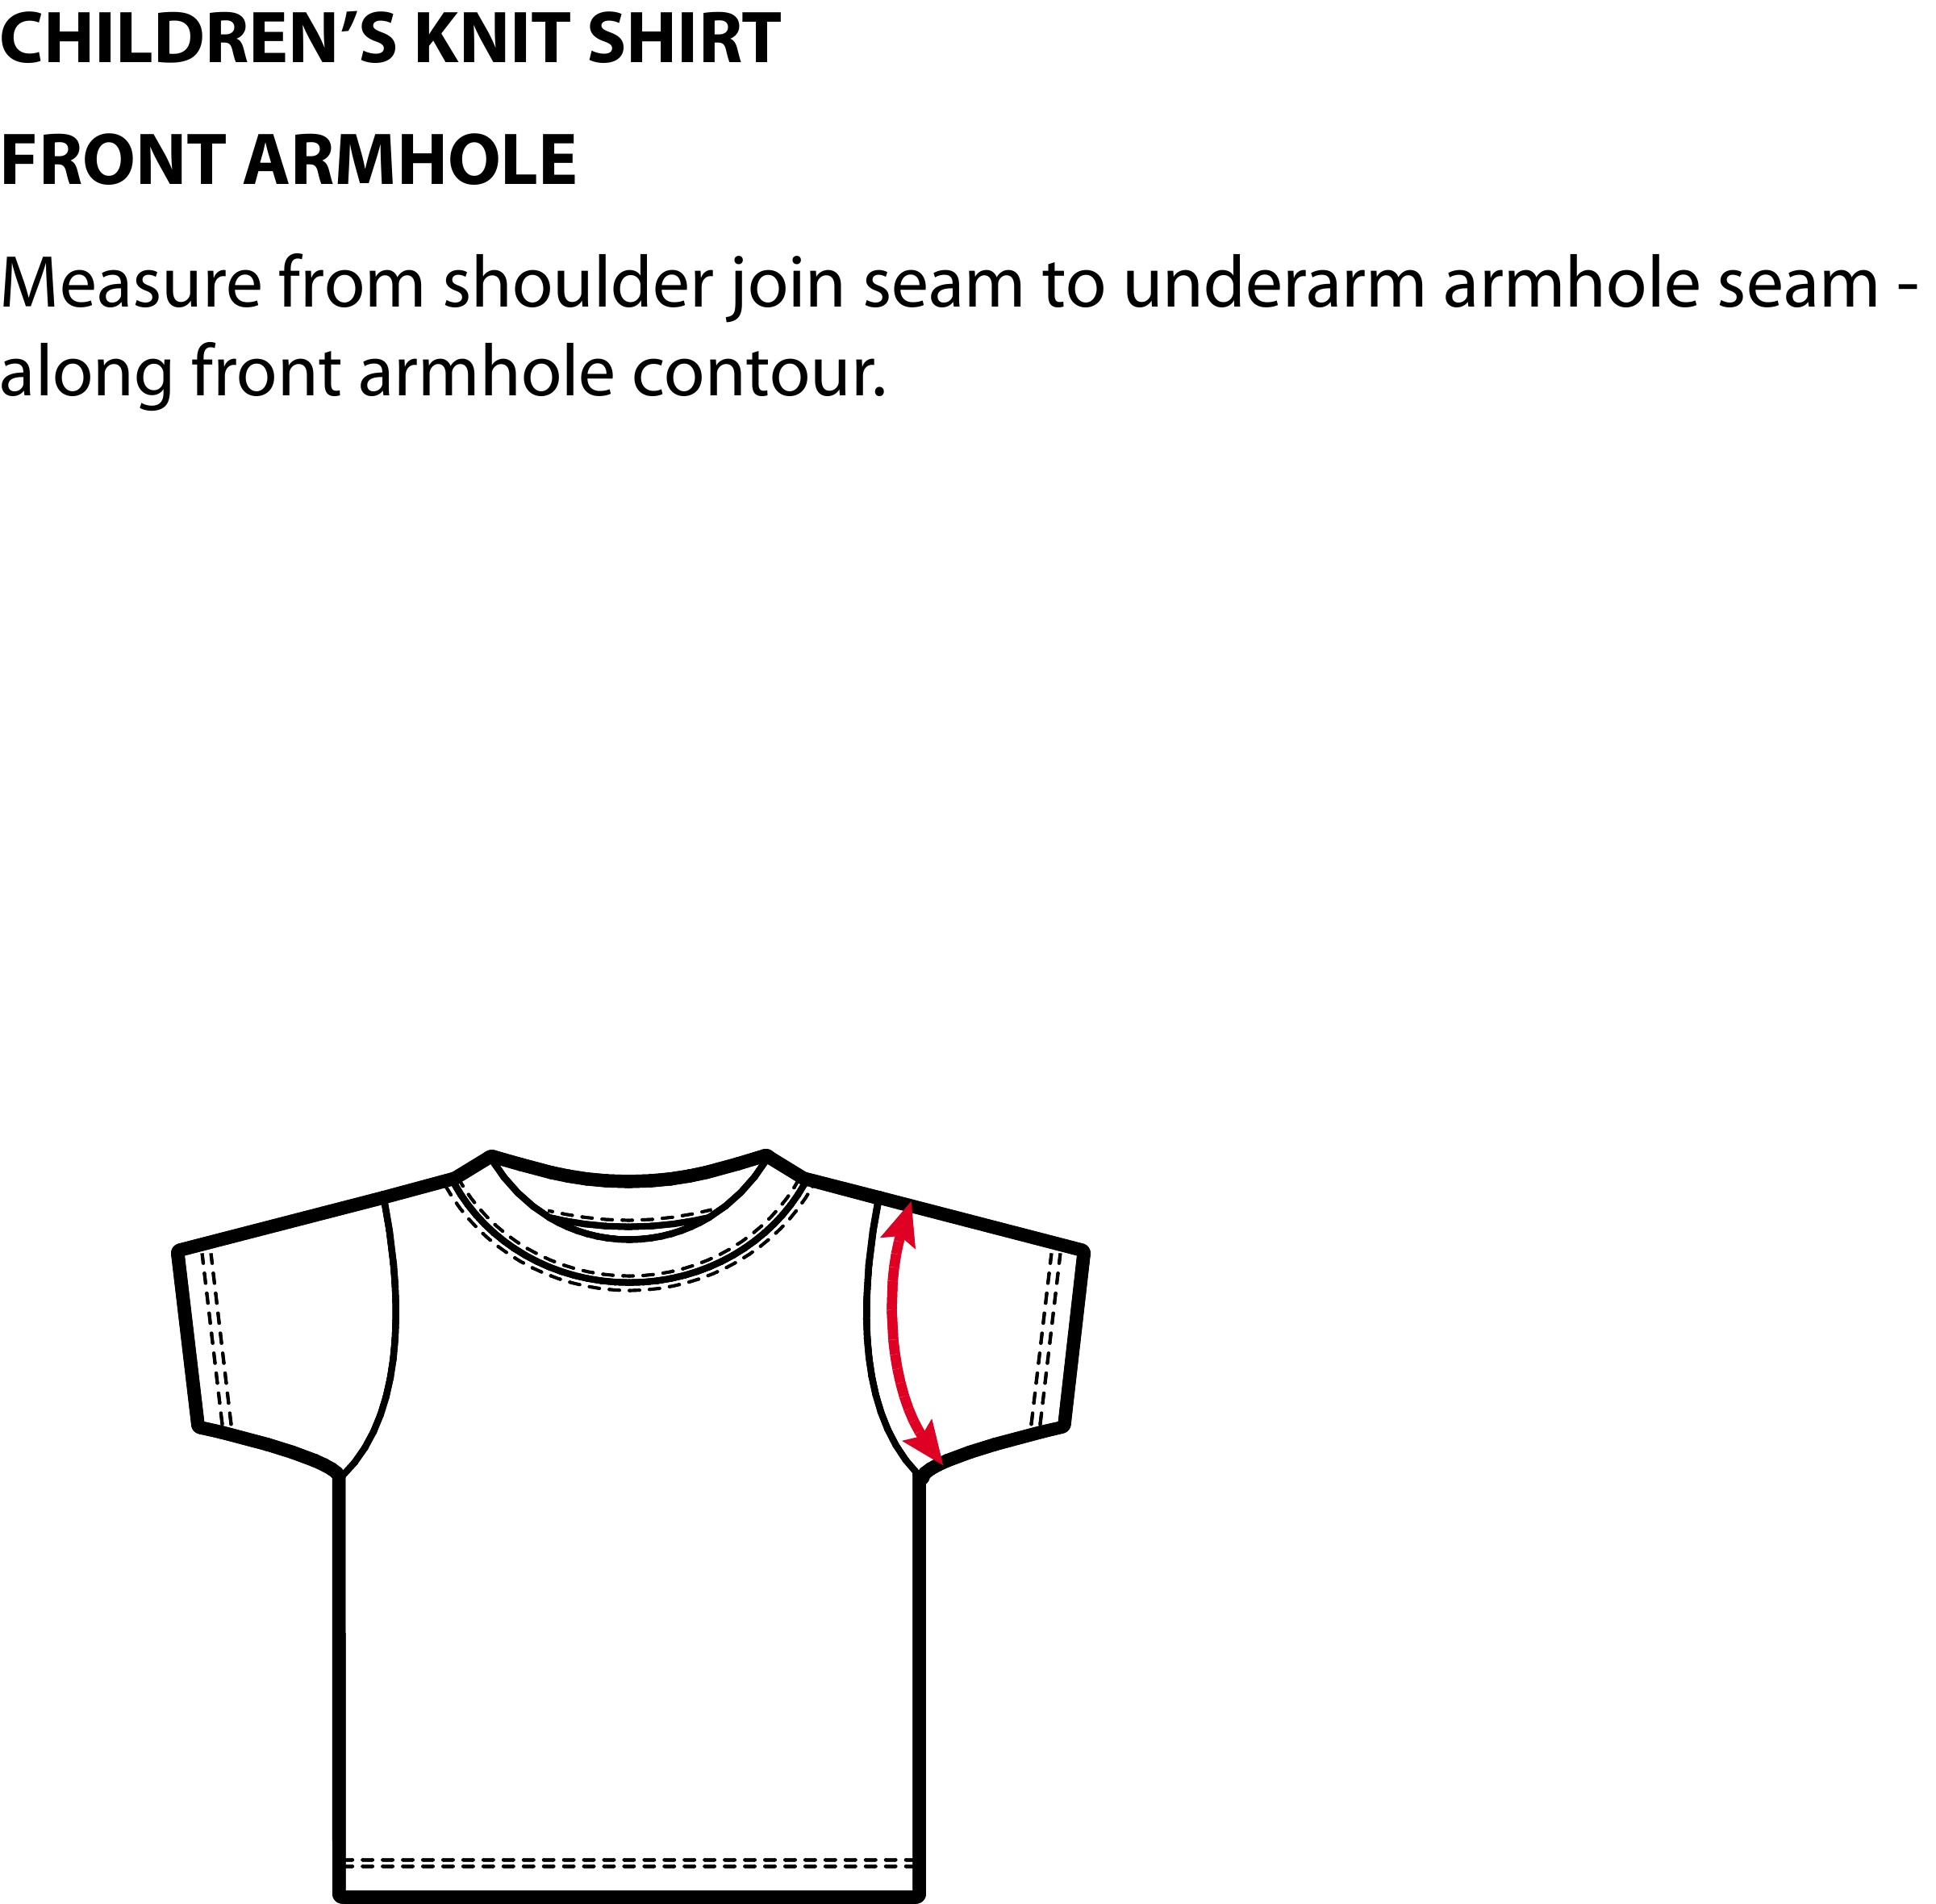 CHILDREN’S KNIT SHIRT
FRONT ARMHOLE
Measure from shoulder join seam to underarm armhole seam -
along front armhole contour.